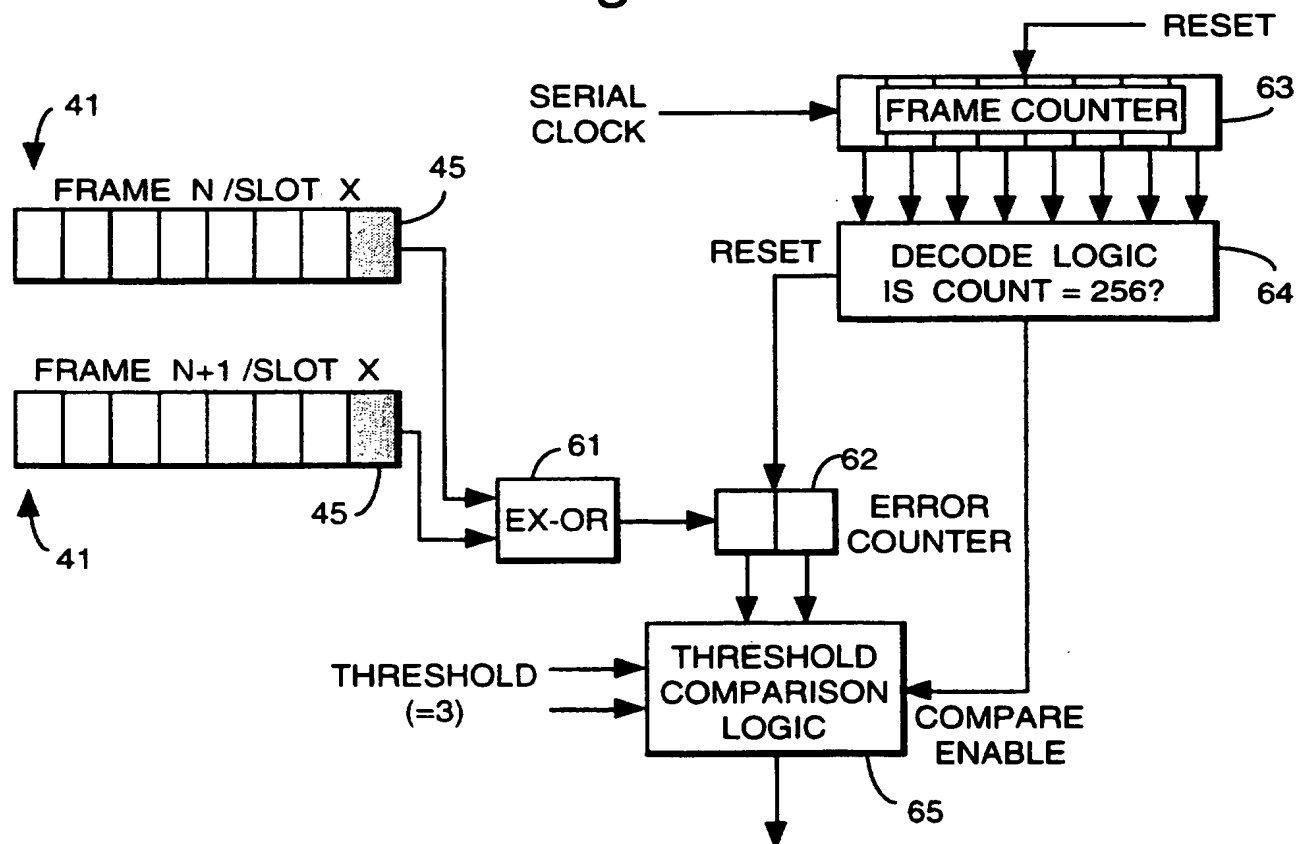 g
RESET
SERIAL
CLOCK
FRAME COUNTER
63
41
FRAME N /SLOT X
45
RESET
DECODE LOGIC
IS COUNT = 256?
64
FRAME N+1 /SLOT X
45
41
61
EX-OR
62
ERROR
COUNTER
THRESHOLD
(=3)
THRESHOLD
COMPARISON
LOGIC
COMPARE
ENABLE
65